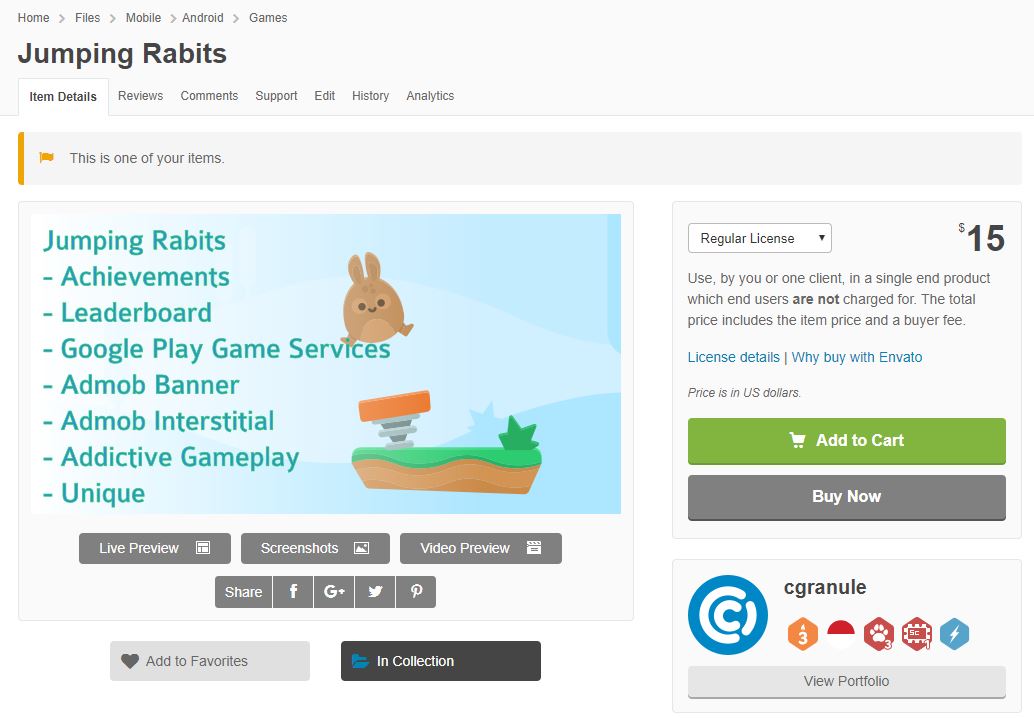 Home Files Mobile Android Games
Jumping Rabits
Item Details Reviews Comments Support Edit History Analytics
This is one of your items.
Jumping Rabits
- Achievements
- Leaderboard
- Google Play Game Services
- Admob Banner
- Admob Interstitial
- Addictive Gameplay
- Unique
Live Preview Screenshots Video Preview
Share f G+
Add to Favorites In Collection
Regular License $15
Use, by you or one client, in a single end product
which end users are not charged for. The total
price includes the item price and a buyer fee.
License details | Why buy with Envato
Price is in US dollars.
Add to Cart
Buy Now
cgranule
3 3 SC 1
View Portfolio